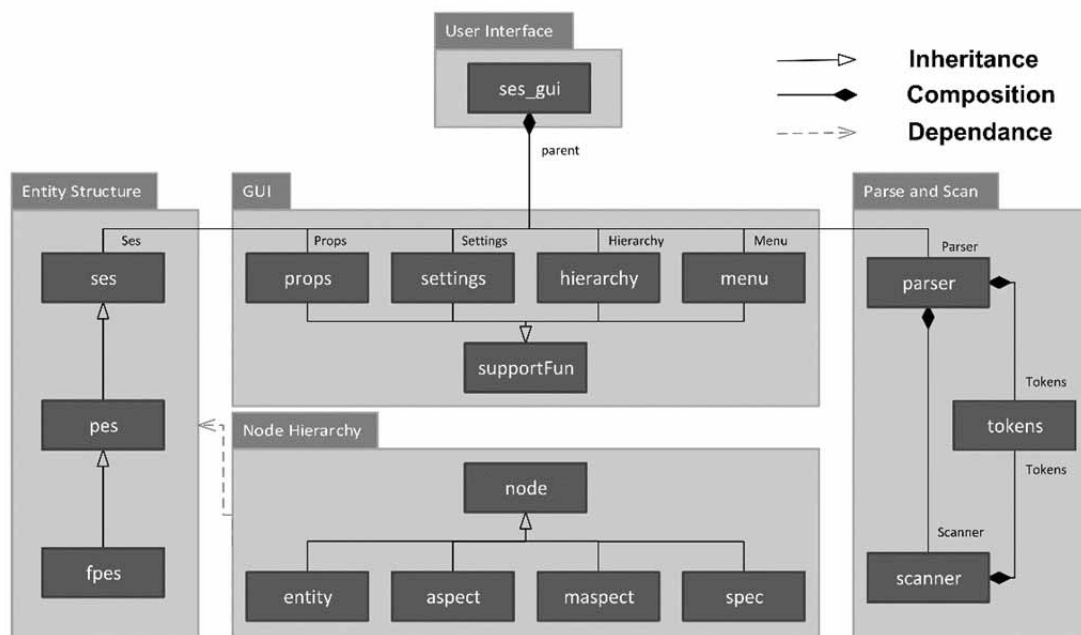 User Interface
ses_gui
parent
Inheritance
Composition
Dependance
Entity Structure
Ses
ses
pes
fpes
GUI
Props
Settings
Hierarchy
Menu
props
settings
hierarchy
menu
supportFun
Node Hierarchy
node
entity
aspect
maspect
spec
Parse and Scan
Parser
parser
Tokens
tokens
Tokens
Scanner
scanner